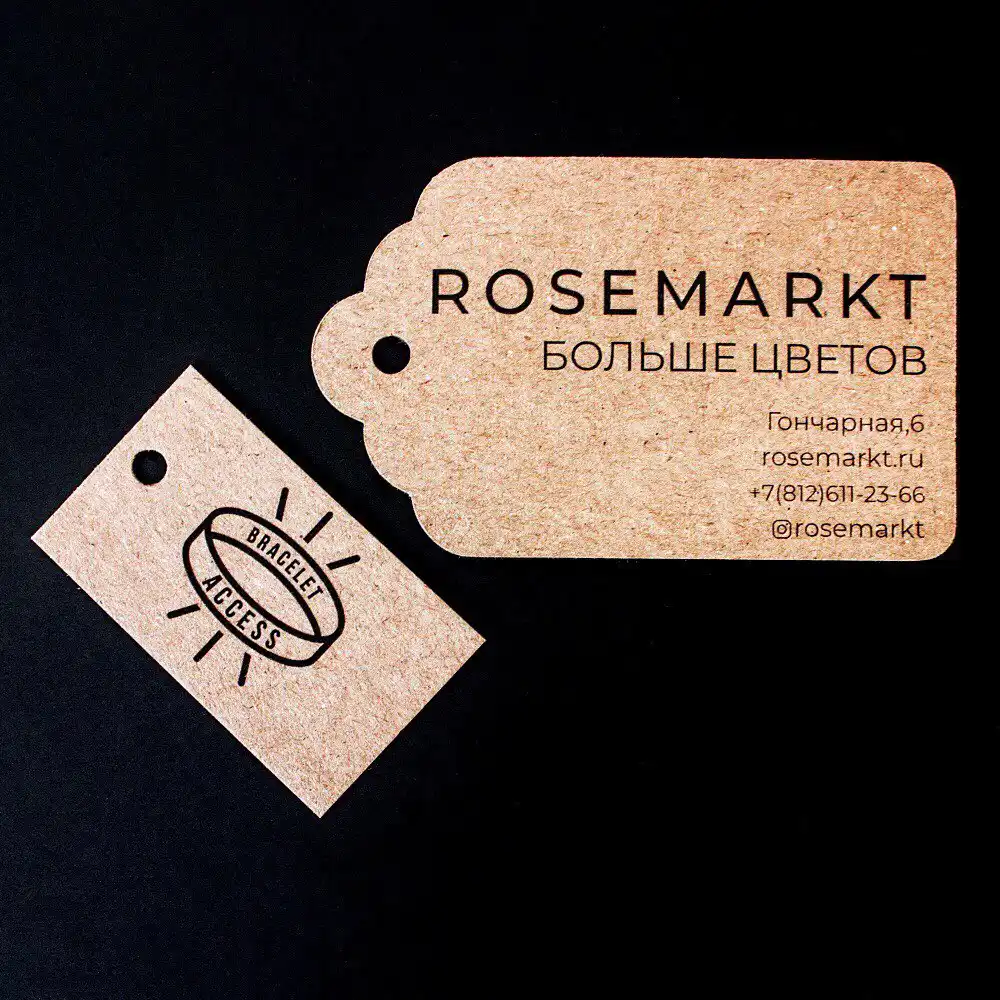 ROSEMARKT
БОЛЬШЕ ЦВЕТОВ
Гончарная,6
rosemarkt.ru
+7(812)611-23-66
rosemarkt
BRACELET
ACCESS